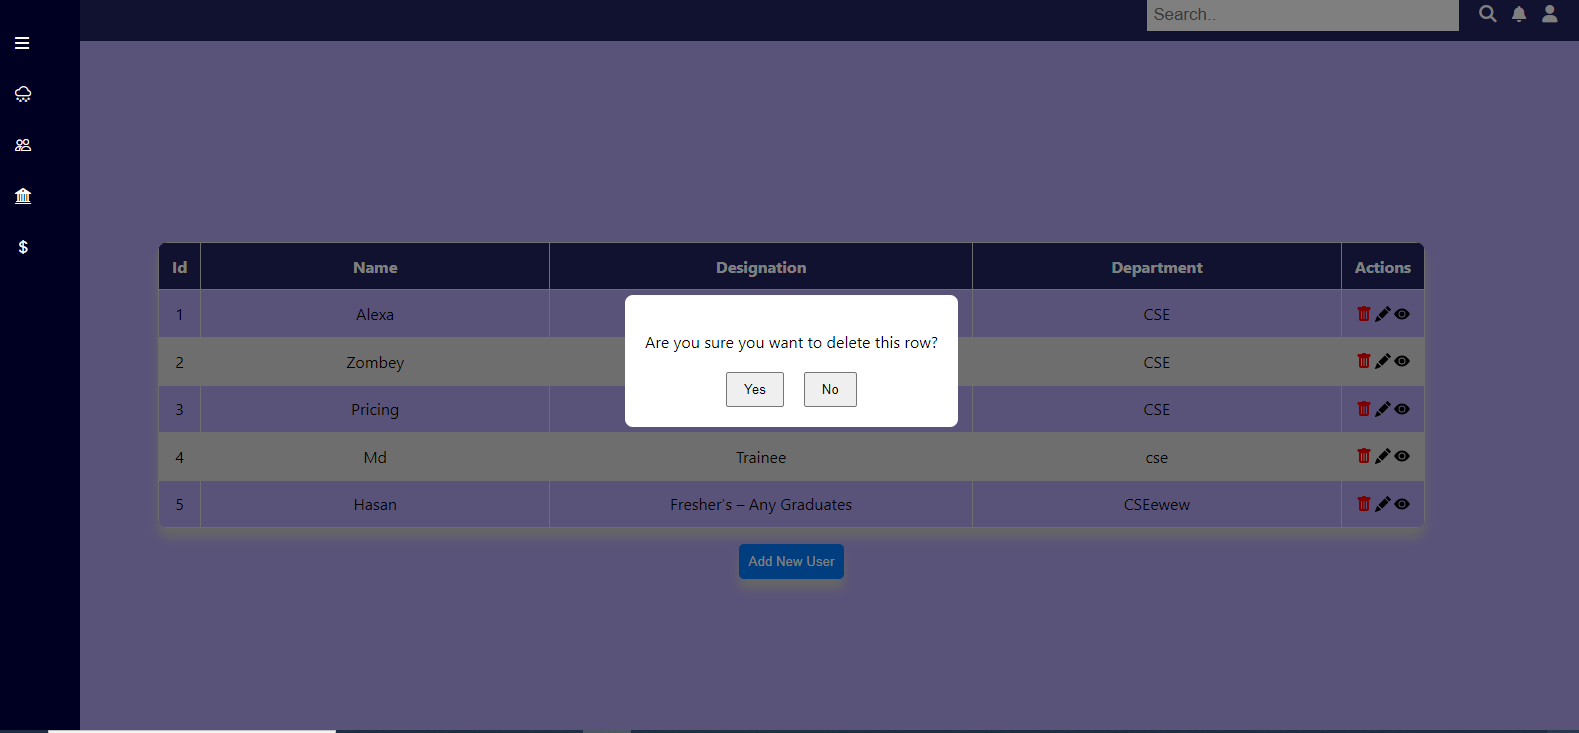 Search..
Id Name Designation Department Actions
1 Alexa CSE
Are you sure you want to delete this row?
2 Zombey CSE
Yes No
3 Pricing CSE
4 Md Trainee cse
5 Hasan Fresher's – Any Graduates CSEewew
Add New User